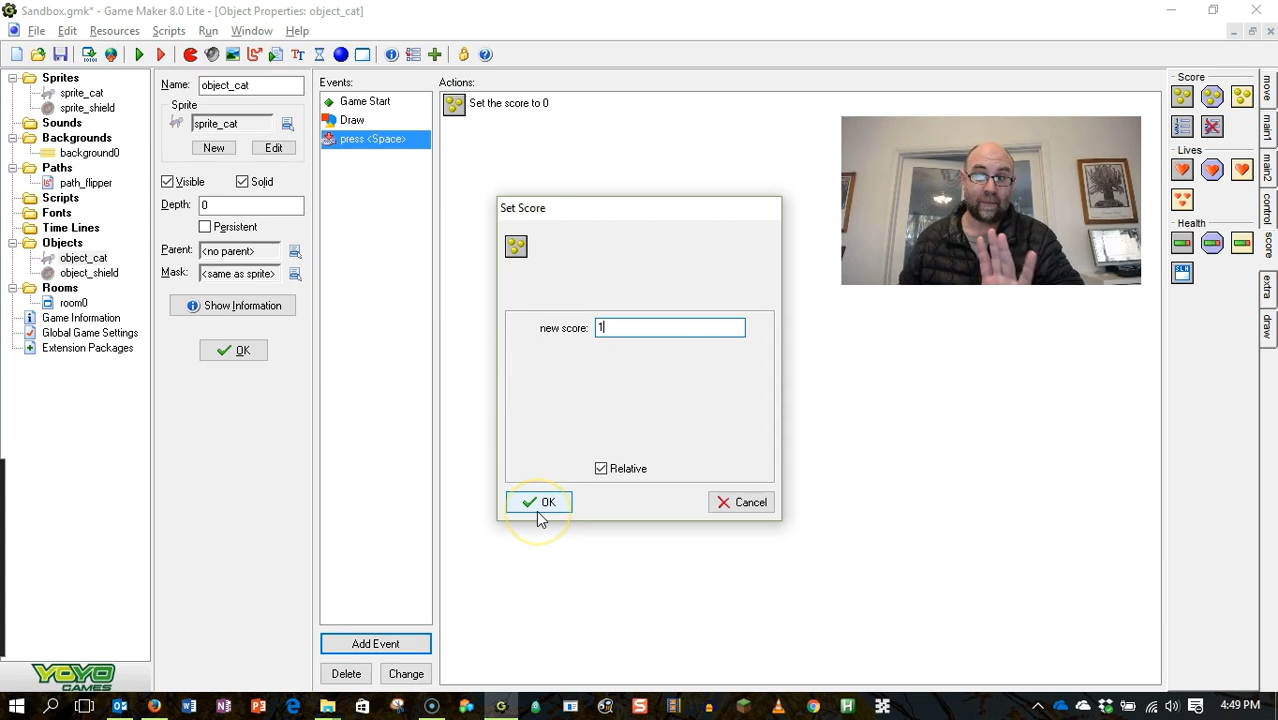 Sandbox.gmk* - Game Maker 8.0 Lite - [Object Properties: object_cat]
File Edit Resources Scripts Run Window Help
Sprites
sprite_cat
sprite_shield
Sounds
Backgrounds
background0
Paths
path_flipper
Scripts
Fonts
Time Lines
Objects
object_cat
object_shield
Rooms
room0
Game Information
Global Game Settings
Extension Packages
YOYO
GAMES
Name: object_cat
Sprite
sprite_cat
New Edit
Visible Solid
Depth: 0
Persistent
Parent: <no parent>
Mask: <same as sprite>
Show Information
OK
Events:
Game Start
Draw
press <Space>
Add Event
Delete Change
Actions:
Set the score to 0
Set Score
new score: 1
Relative
OK Cancel
Score
Lives
Health
move
main1
main2
control
score
extra
draw
4:49 PM